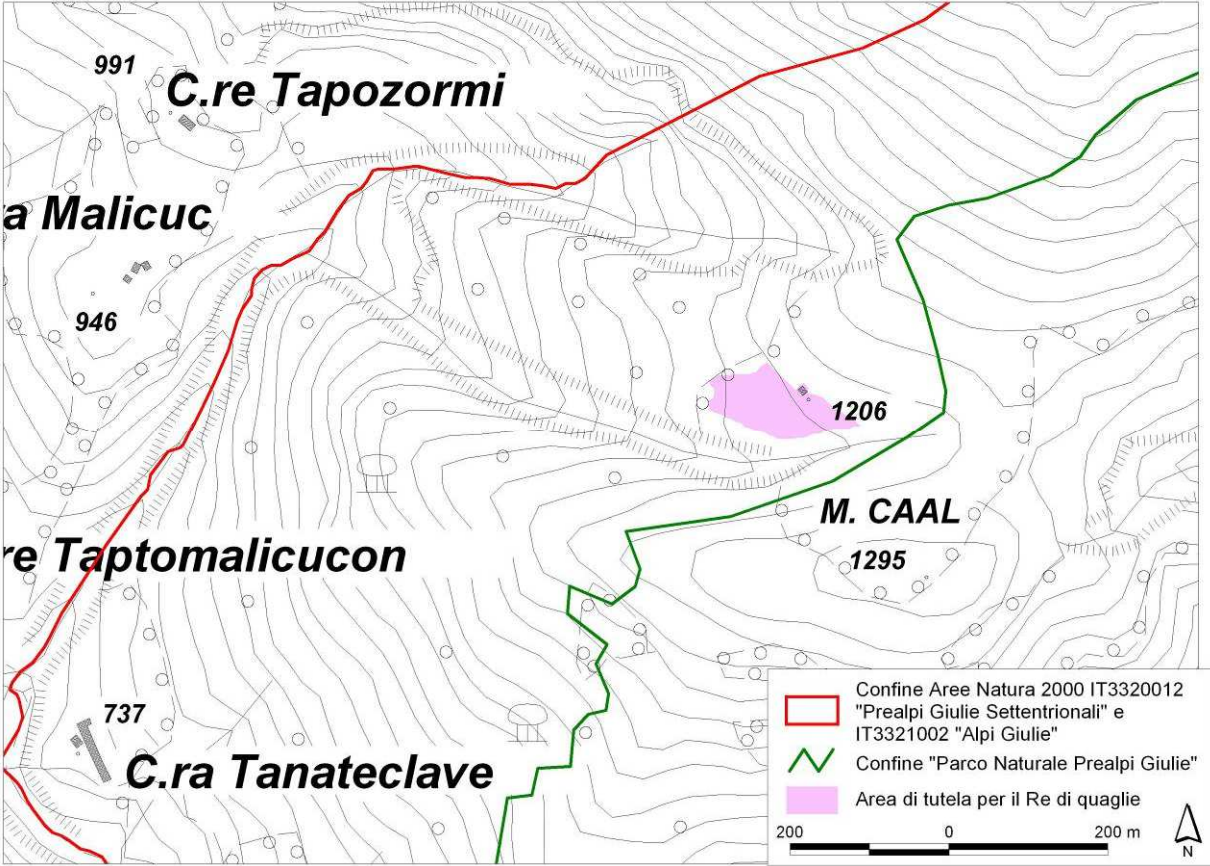 991
C.re Tapozormi
a Malicuc
946
1206
M. CAAL
1295
re Taptomalicucon
737
C.ra Tanateclave
Confine Aree Natura 2000 IT3320012
"Prealpi Giulie Settentrionali" e
IT3321002 "Alpi Giulie"
Confine "Parco Naturale Prealpi Giulie"
Area di tutela per il Re di quaglie
200 0 200 m
N